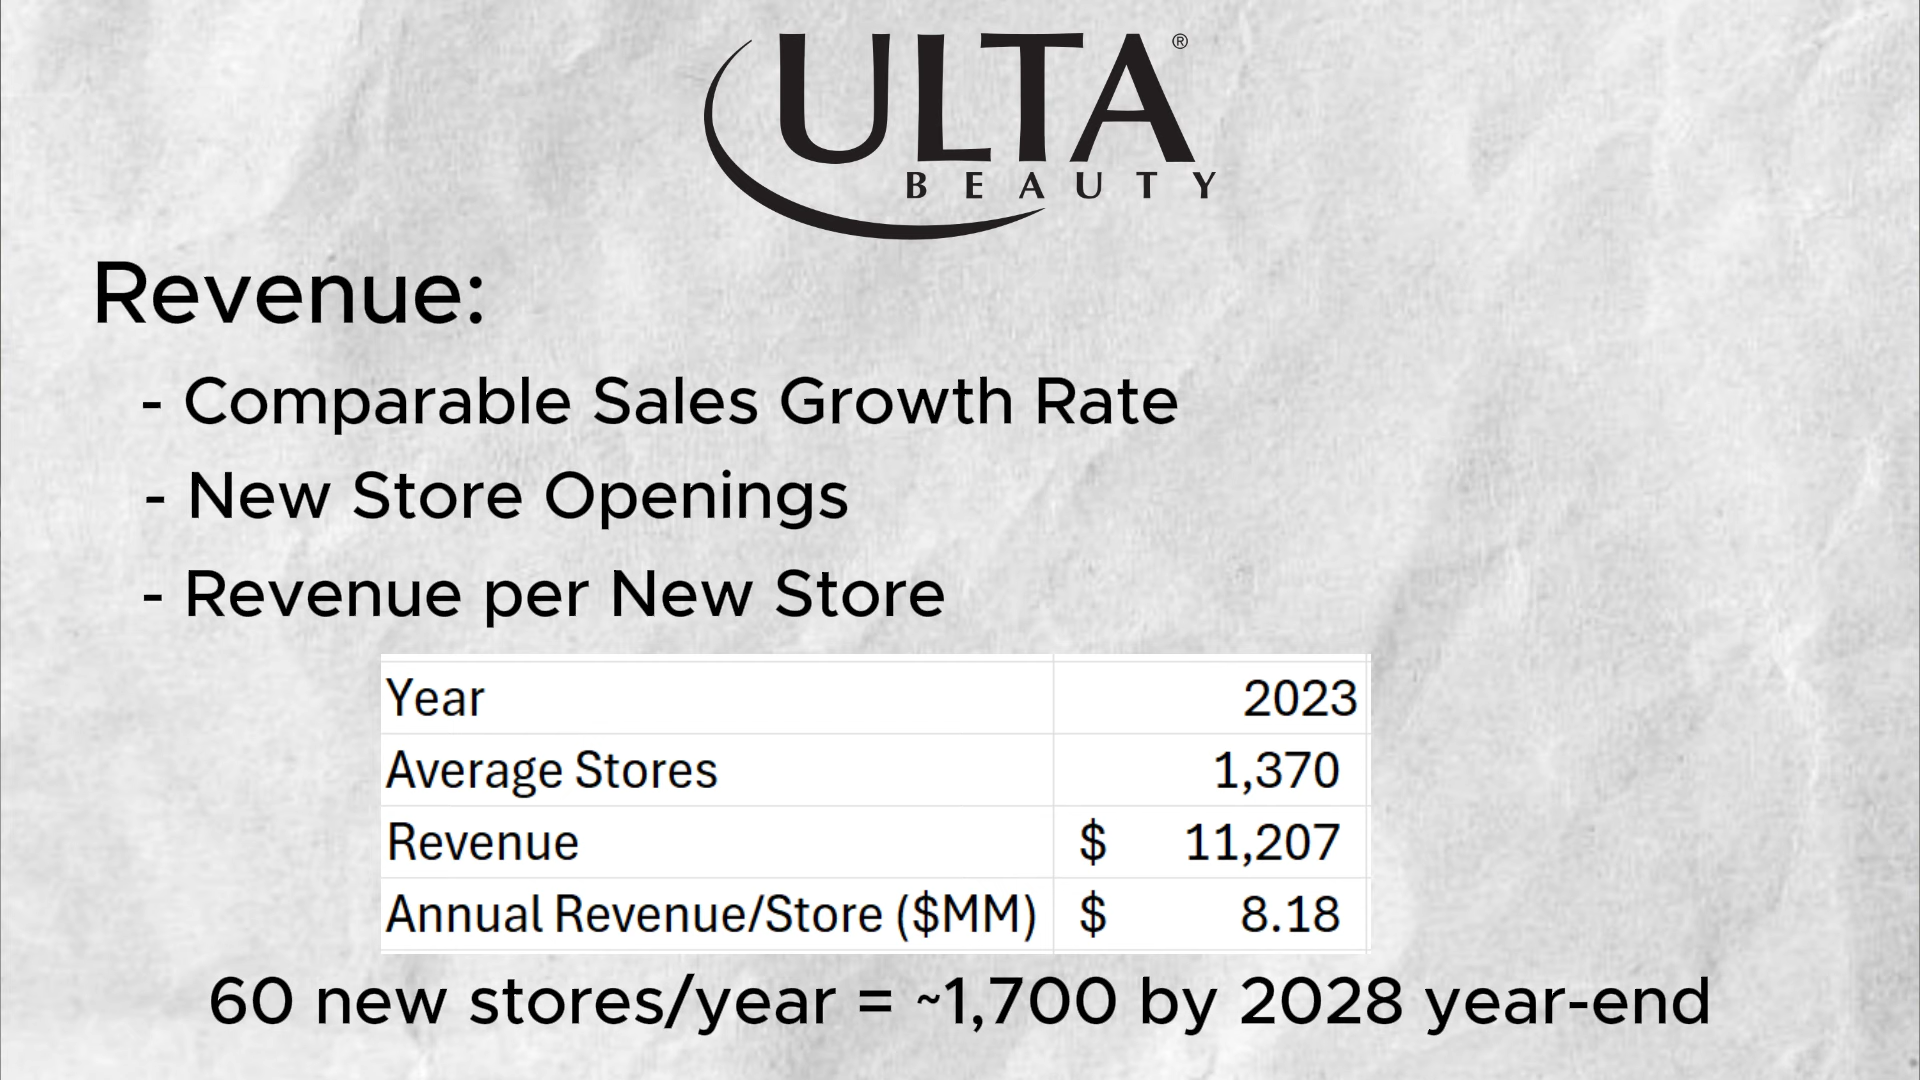 ULTA®
BEAUTY
Revenue:
- Comparable Sales Growth Rate
- New Store Openings
- Revenue per New Store
Year 2023
Average Stores 1,370
Revenue $ 11,207
Annual Revenue/Store ($MM) $ 8.18
60 new stores/year = ~1,700 by 2028 year-end